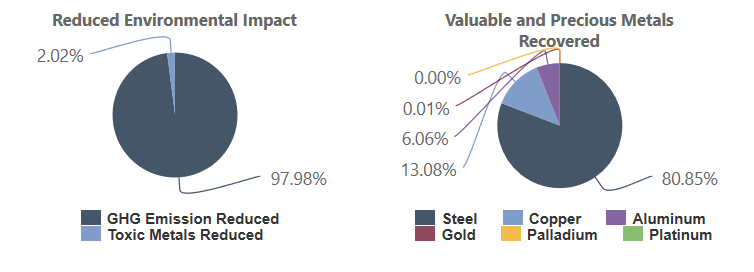 Reduced Environmental Impact
2.02%
97.98%
GHG Emission Reduced
Toxic Metals Reduced
Valuable and Precious Metals
Recovered
0.00%
0.01%
6.06%
13.08%
80.85%
Steel Copper Aluminum
Gold Palladium Platinum